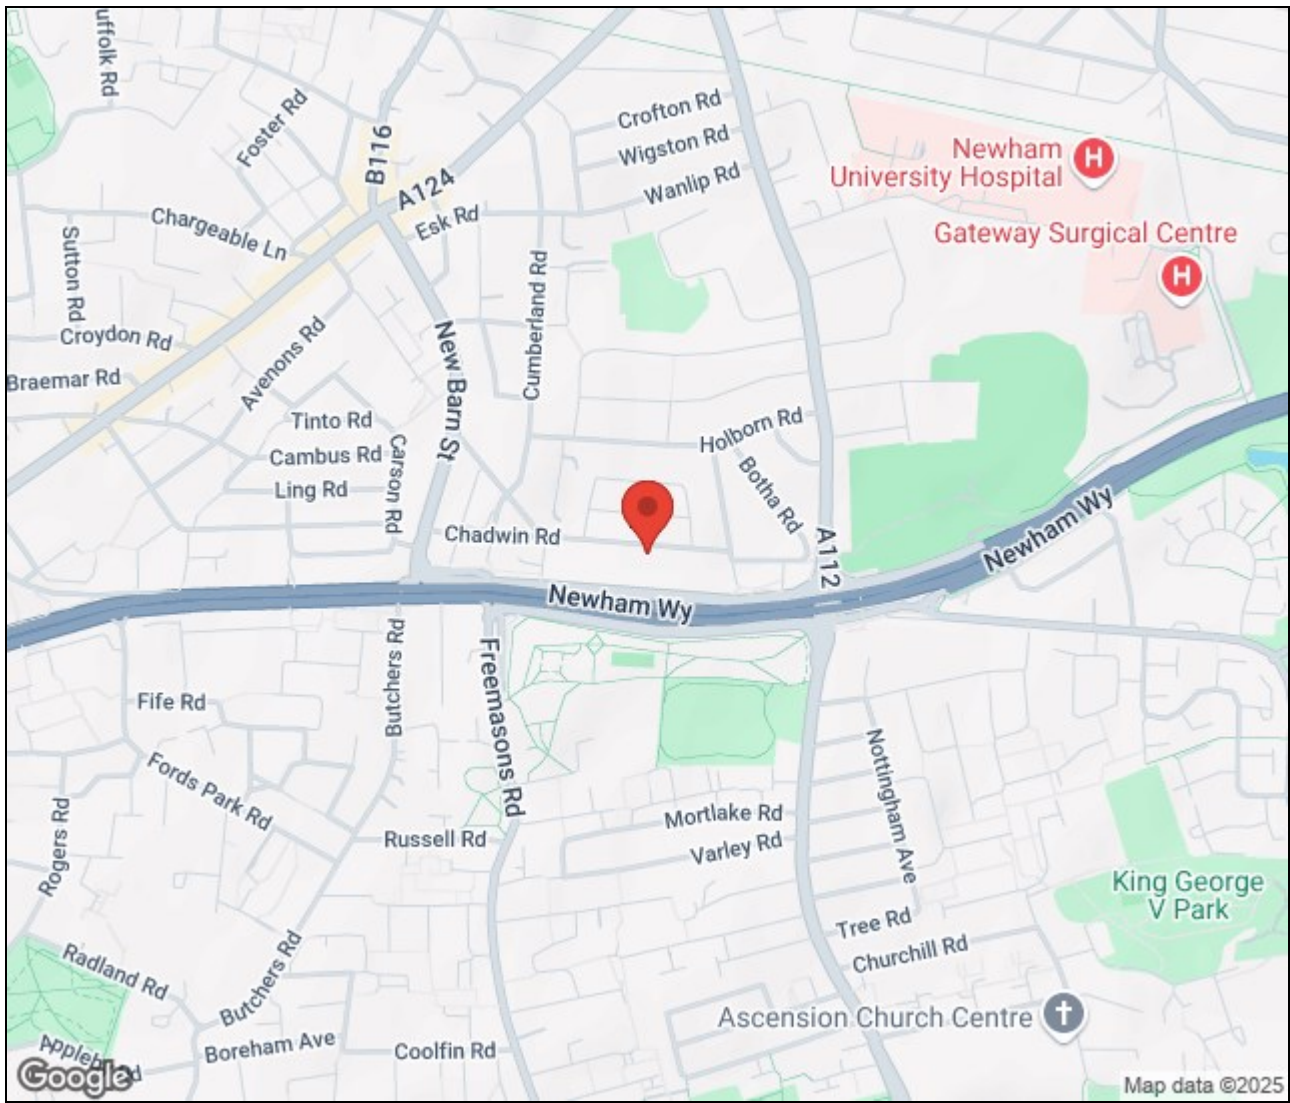 uffolk Rd
Foster Rd
B116
A124
Crofton Rd
Wigston Rd
Wanlip Rd
Newham
University Hospital
H
Gateway Surgical Centre
H
Chargeable Ln
Esk Rd
Sutton Rd
Croydon Rd
Braemar Rd
Avenons Rd
New Barn St
Cumberland Rd
Tinto Rd
Cambus Rd
Ling Rd
Carson Rd
Holborn Rd
Botha Rd
Chadwin Rd
A112
Newham Wy
Newham Wy
Butchers Rd
Freemasons Rd
Fife Rd
Fords Park Rd
Rogers Rd
Russell Rd
Mortlake Rd
Varley Rd
Nottingham Ave
King George
V Park
Tree Rd
Churchill Rd
Radland Rd
Butchers Rd
Boreham Ave
Coolfin Rd
Ascension Church Centre
Appleby Rd
Google
Map data ©2025